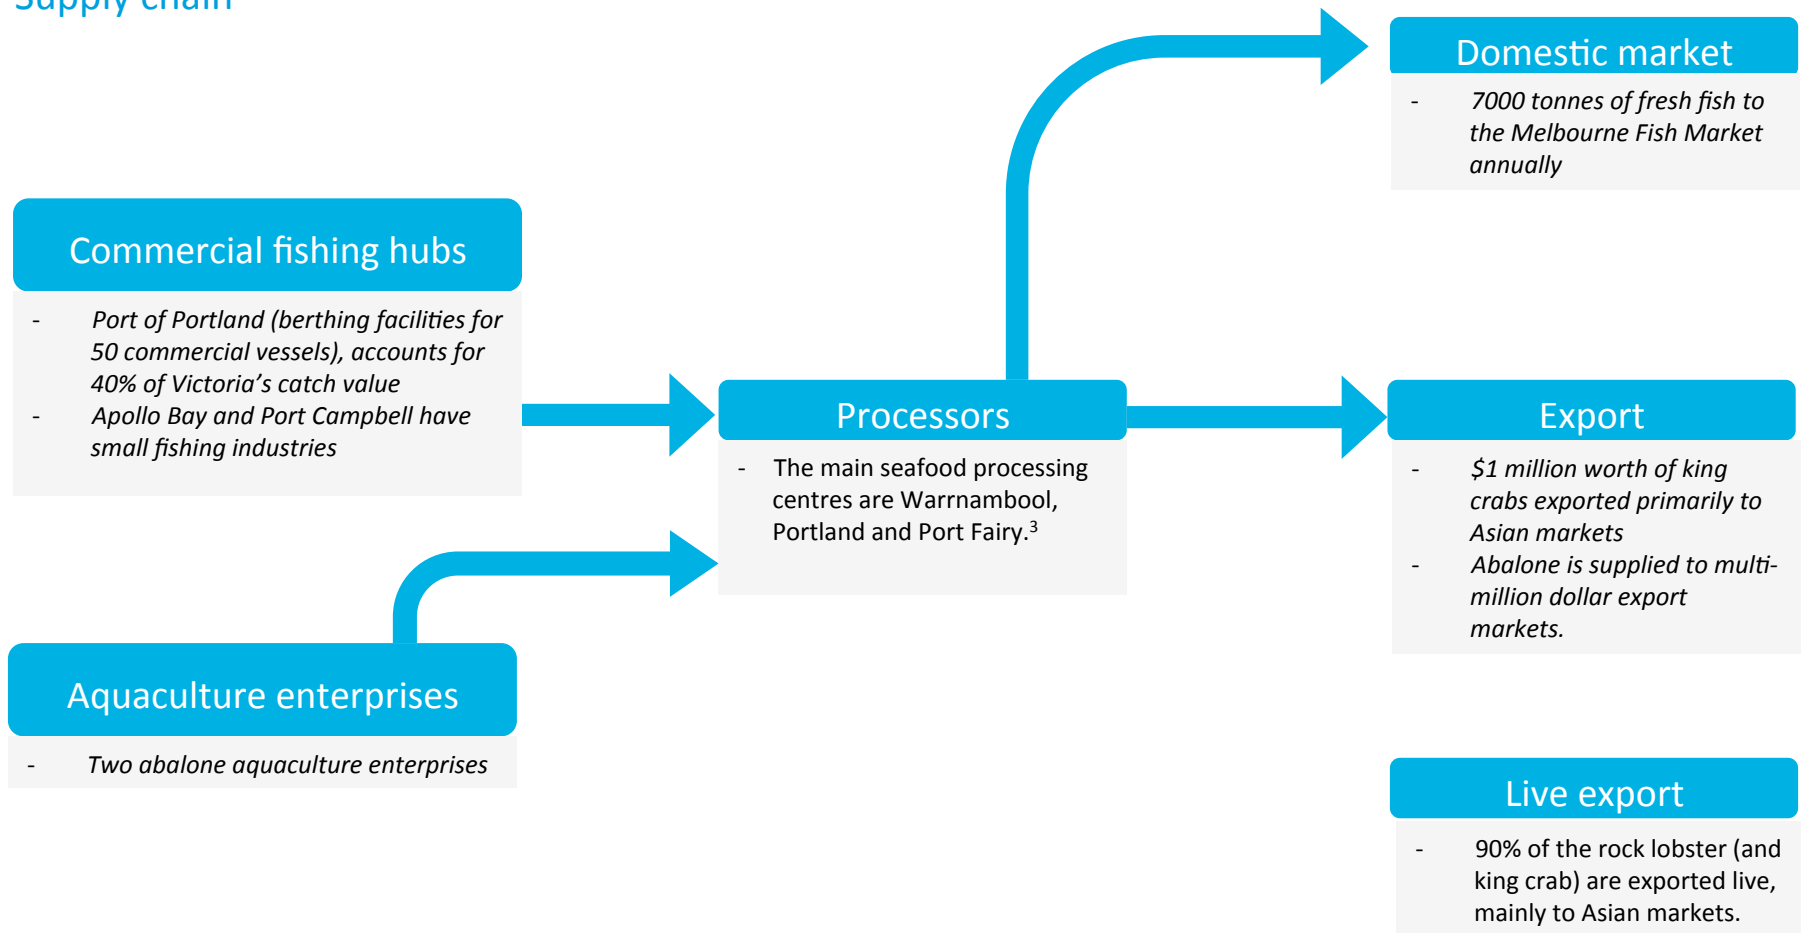 Supply chain
Commercial fishing hubs
- Port of Portland (berthing facilities for
50 commercial vessels), accounts for
40% of Victoria's catch value
- Apollo Bay and Port Campbell have
small fishing industries
Aquaculture enterprises
- Two abalone aquaculture enterprises
Processors
- The main seafood processing
centres are Warrnambool,
Portland and Port Fairy.³
Domestic market
- 7000 tonnes of fresh fish to
the Melbourne Fish Market
annually
Export
- $1 million worth of king
crabs exported primarily to
Asian markets
- Abalone is supplied to multi-
million dollar export
markets.
Live export
- 90% of the rock lobster (and
king crab) are exported live,
mainly to Asian markets.